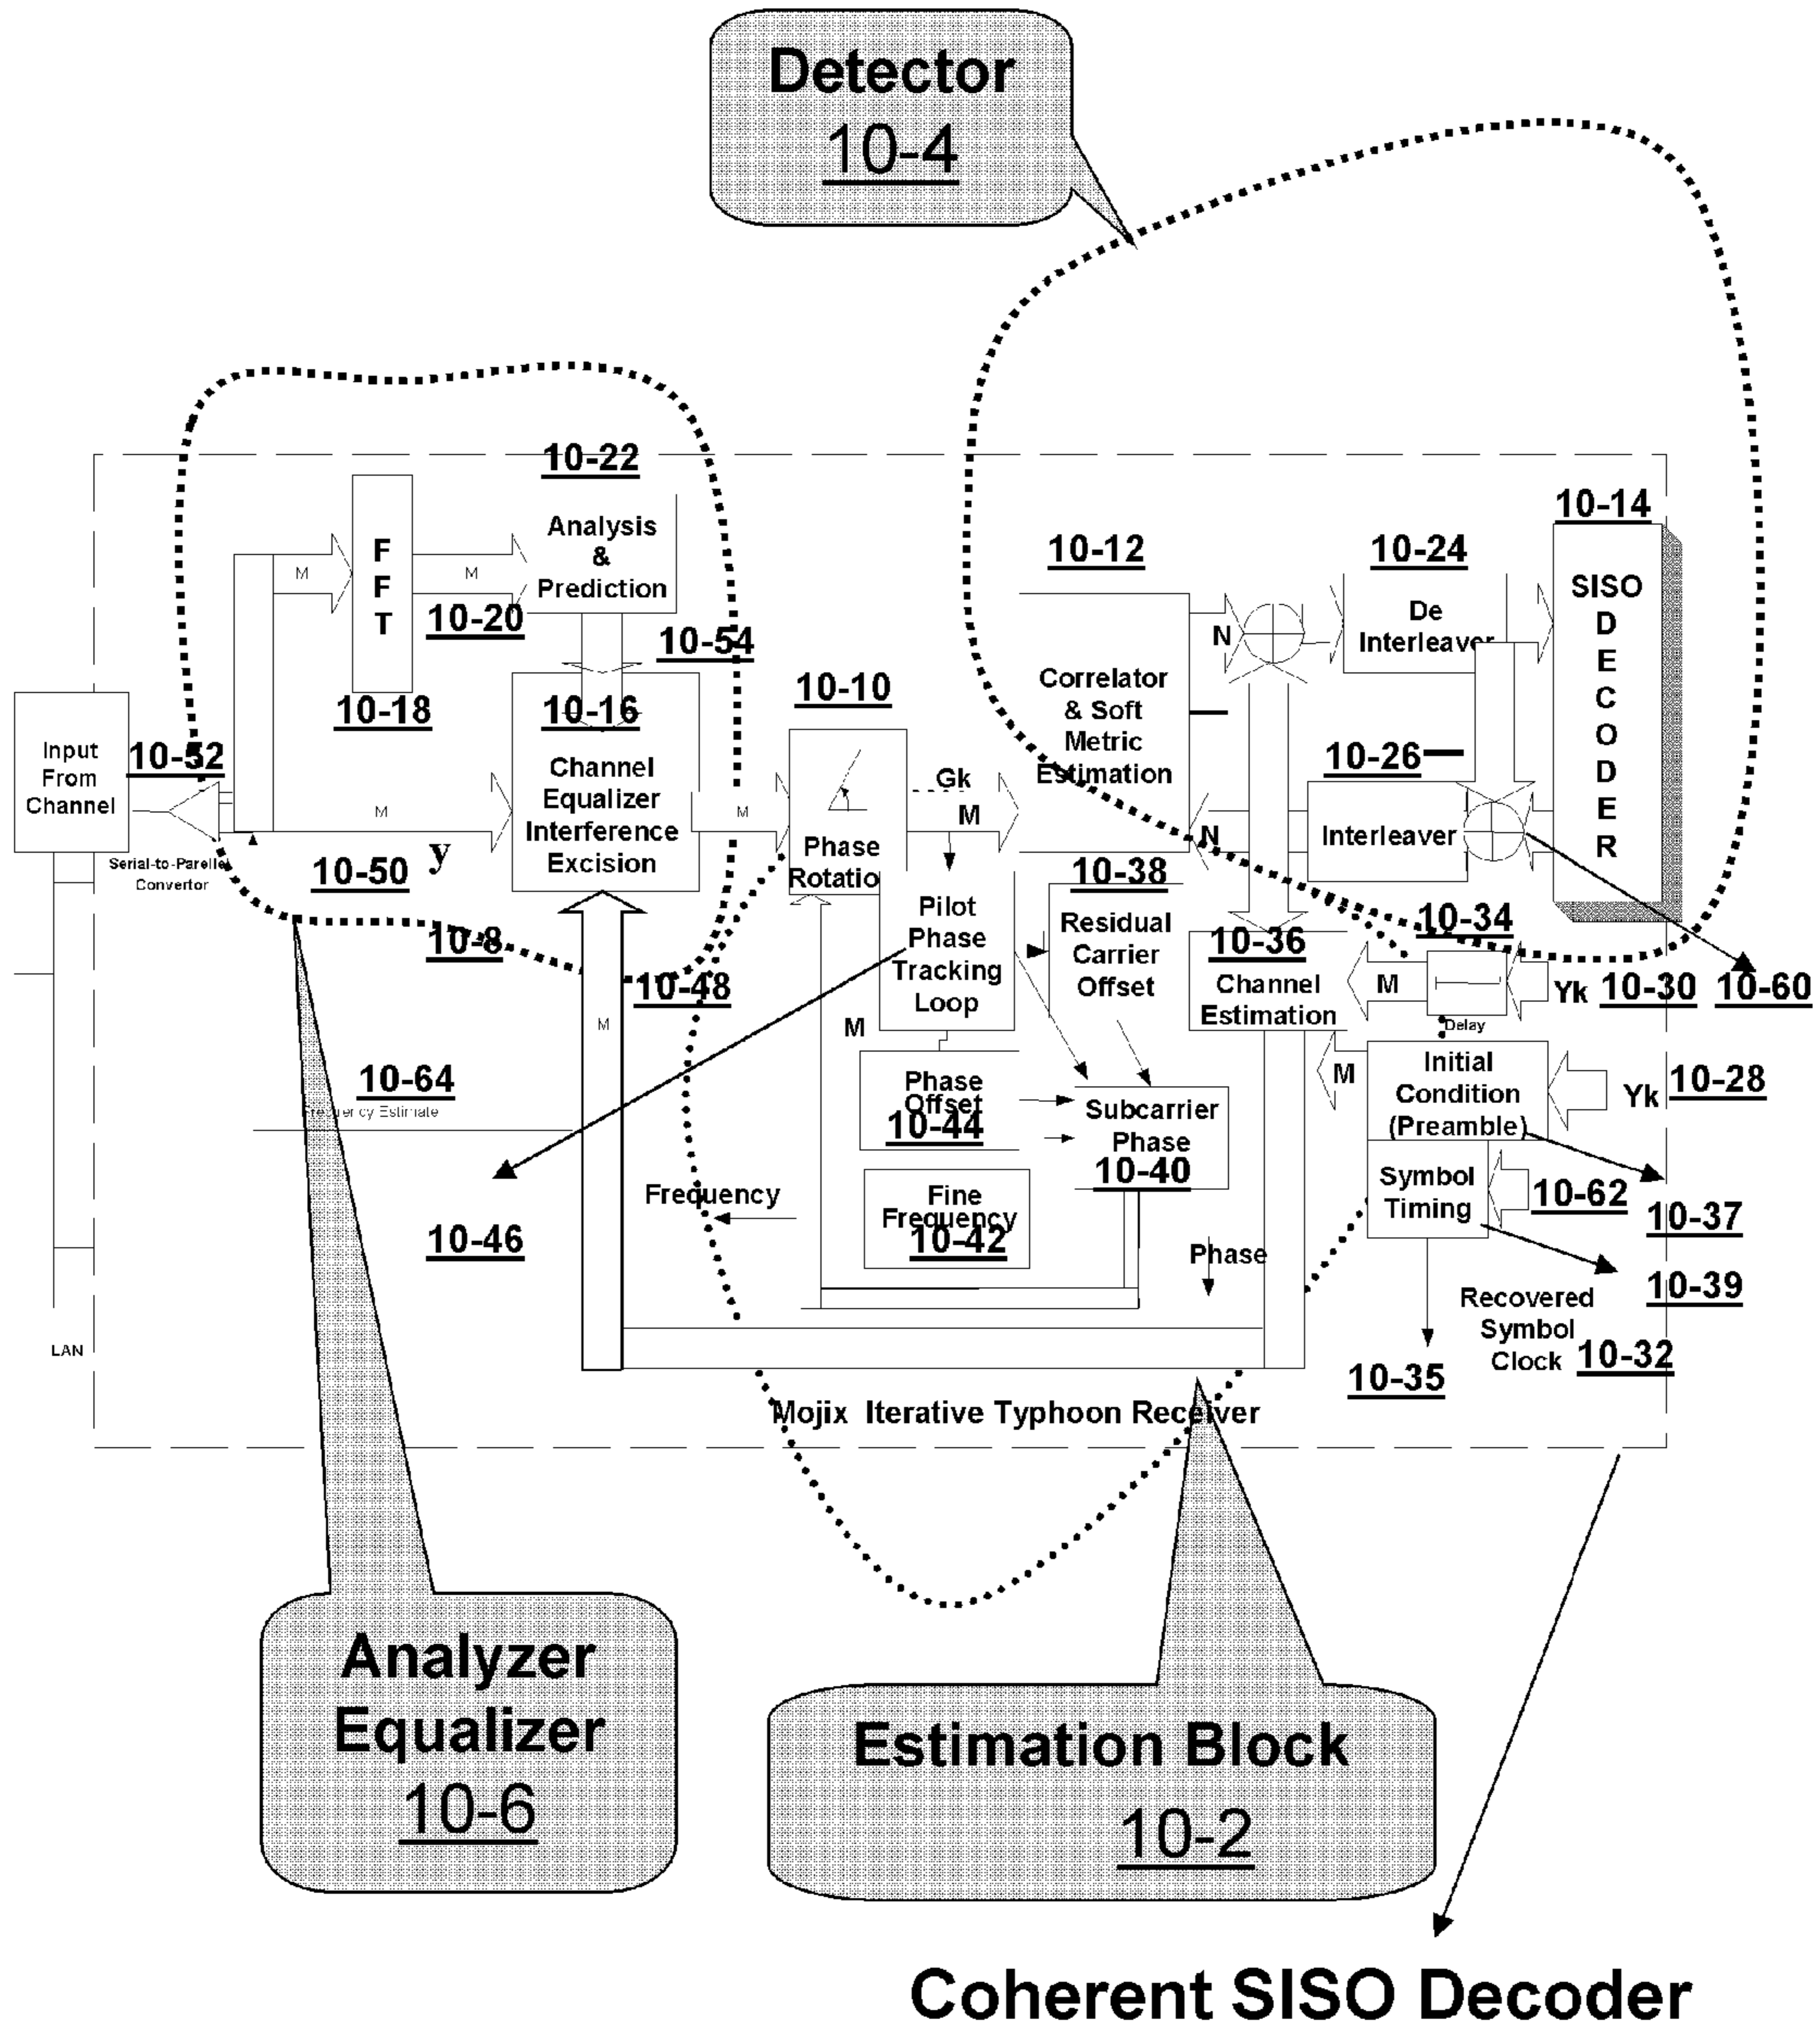 Detector
10-4
10-22
Analysis
&
Prediction
F
F
T
M
M
10-20
10-54
10-18
10-16
10-12
10-24
10-14
SISO
D
E
C
O
D
E
R
De
Interleaver
N
Correlator
& Soft
Metric
Estimation
10-10
10-26
Input
From
Channel
10-52
Channel
Equalizer
Interference
Excision
M
M
Gk
M
Phase
Rotatio
N
Interleaver
Serial-to-Parellel
Convertor
10-50
y
10-38
10-8
10-48
Pilot
Phase
Tracking
Loop
Residual
Carrier
Offset
10-36
Channel
Estimation
10-34
M
Delay
Yk
10-30
10-60
M
M
10-64
Frequency Estimate
Phase
Offset
10-44
Subcarrier
Phase
10-40
M
Initial
Condition
(Preamble)
Yk
10-28
Symbol
Timing
10-62
10-37
Frequency
Fine
Frequency
10-42
10-46
Phase
10-39
Recovered
Symbol
Clock
10-32
10-35
LAN
Mojix Iterative Typhoon Receiver
Analyzer
Equalizer
10-6
Estimation Block
10-2
Coherent SISO Decoder